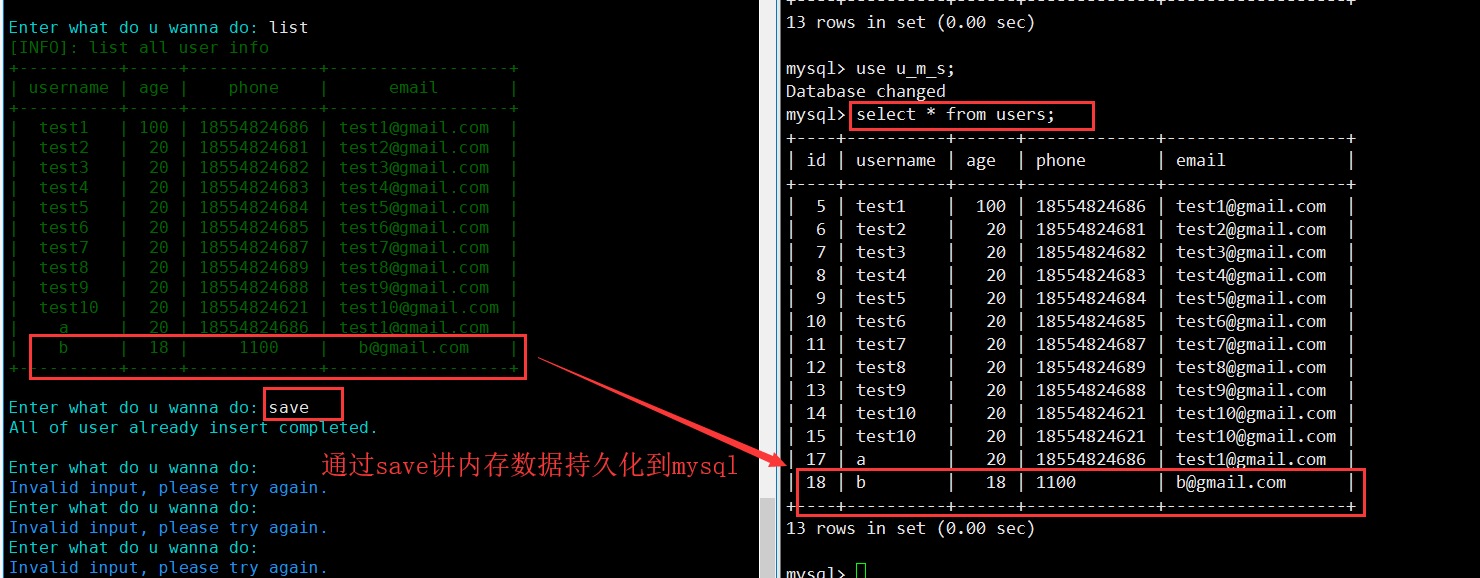 Enter what do u wanna do: list
[INFO]: list all user info
+----------+-----+-------------+------------------+
| username | age | phone | email |
+----------+-----+-------------+------------------+
| test1 | 100 | 18554824686 | test1@gmail.com |
| test2 | 20 | 18554824681 | test2@gmail.com |
| test3 | 20 | 18554824682 | test3@gmail.com |
| test4 | 20 | 18554824683 | test4@gmail.com |
| test5 | 20 | 18554824684 | test5@gmail.com |
| test6 | 20 | 18554824685 | test6@gmail.com |
| test7 | 20 | 18554824687 | test7@gmail.com |
| test8 | 20 | 18554824689 | test8@gmail.com |
| test9 | 20 | 18554824688 | test9@gmail.com |
| test10 | 20 | 18554824621 | test10@gmail.com |
| a | 20 | 18554824686 | test1@gmail.com |
| b | 18 | 1100 | b@gmail.com |
+----------+-----+-------------+------------------+
Enter what do u wanna do: save
All of user already insert completed.
Enter what do u wanna do:
Invalid input, please try again.
Enter what do u wanna do:
Invalid input, please try again.
Enter what do u wanna do:
Invalid input, please try again.
通过save讲内存数据持久化到mysql
13 rows in set (0.00 sec)
mysql> use u_m_s;
Database changed
mysql> select * from users;
+----+----------+------+-------------+------------------+
| id | username | age | phone | email |
+----+----------+------+-------------+------------------+
| 5 | test1 | 100 | 18554824686 | test1@gmail.com |
| 6 | test2 | 20 | 18554824681 | test2@gmail.com |
| 7 | test3 | 20 | 18554824682 | test3@gmail.com |
| 8 | test4 | 20 | 18554824683 | test4@gmail.com |
| 9 | test5 | 20 | 18554824684 | test5@gmail.com |
| 10 | test6 | 20 | 18554824685 | test6@gmail.com |
| 11 | test7 | 20 | 18554824687 | test7@gmail.com |
| 12 | test8 | 20 | 18554824689 | test8@gmail.com |
| 13 | test9 | 20 | 18554824688 | test9@gmail.com |
| 14 | test10 | 20 | 18554824621 | test10@gmail.com |
| 15 | test10 | 20 | 18554824621 | test10@gmail.com |
| 17 | a | 20 | 18554824686 | test1@gmail.com |
| 18 | b | 18 | 1100 | b@gmail.com |
+----+----------+------+-------------+------------------+
13 rows in set (0.00 sec)
mysql>